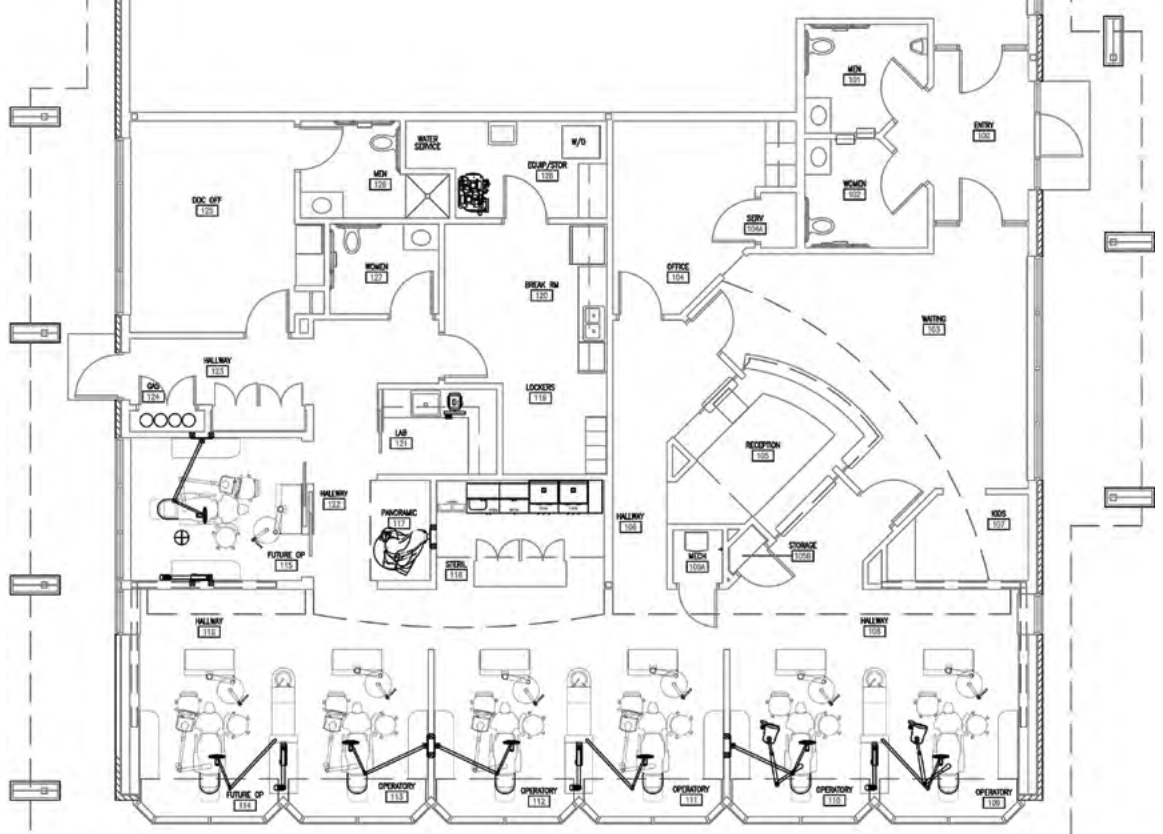 MEN
101
ENTRY
100
WATER
SERVICE
W/D
EQUIP/STOR
128
MEN
126
DOC OFF
125
WOMEN
102
SERV
104A
WOMEN
127
OFFICE
104
BREAK RM
120
WAITING
103
HALLWAY
123
GAS
124
LOCKERS
119
LAB
121
RECEPTION
105
HALLWAY
122
PANORAMIC
117
HALLWAY
106
KIDS
107
FUTURE OP
115
STERIL
118
MECH
STORAGE
105B
HALLWAY
HALLWAY
108
FUTURE OP
114
OPERATORY
113
OPERATORY
112
OPERATORY
111
OPERATORY
110
OPERATORY
109